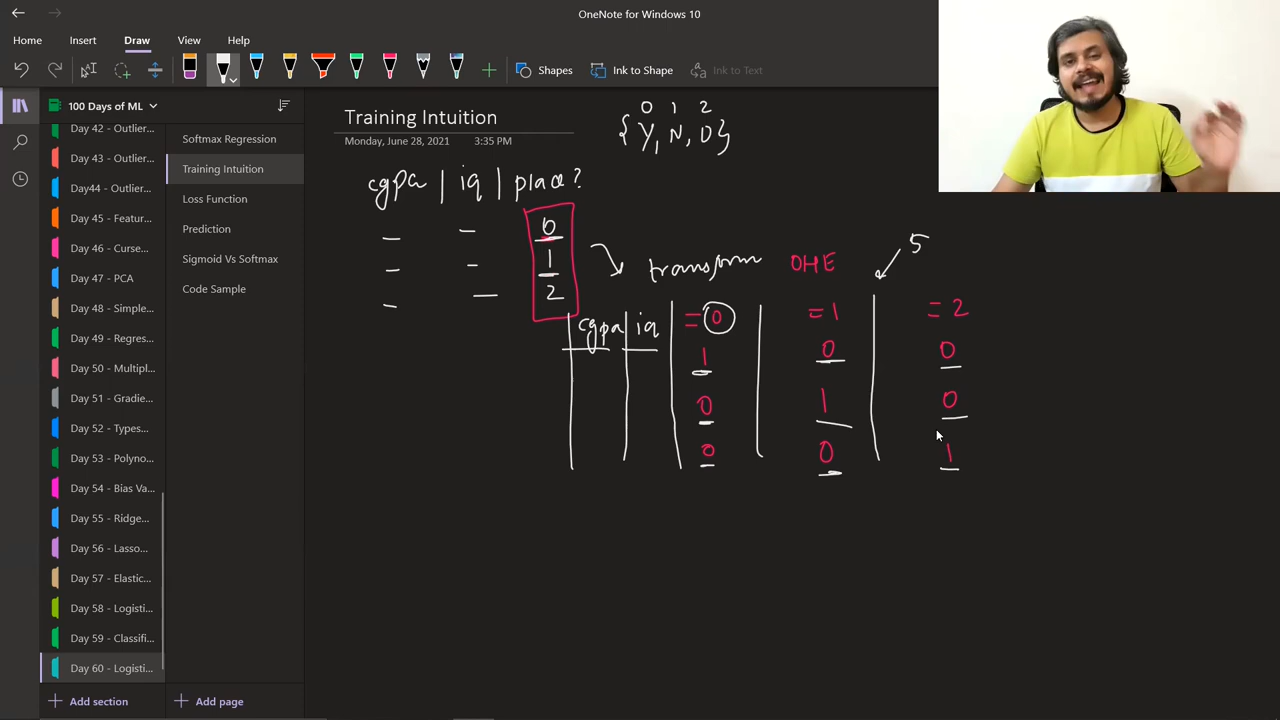 OneNote for Windows 10
Home Insert Draw View Help
Shapes Ink to Shape Ink to Text
100 Days of ML
Day 42 - Outlier...
Day 43 - Outlier...
Day44 - Outlier...
Day 45 - Featur...
Day 46 - Curse...
Day 47 - PCA
Day 48 - Simple...
Day 49 - Regres...
Day 50 - Multipl...
Day 51 - Gradie...
Day 52 - Types...
Day 53 - Polyno...
Day 54 - Bias Va...
Day 55 - Ridge...
Day 56 - Lasso...
Day 57 - Elastic...
Day 58 - Logisti...
Day 59 - Classifi...
Day 60 - Logisti...
Add section
Softmax Regression
Training Intuition
Loss Function
Prediction
Sigmoid Vs Sigmoid
Code Sample
Add page
Training Intuition
Monday, June 28, 2021 3:35 PM
0 1 2
{Y, N, D}
cgpa | iq | place?
0
1
2
transform OHE
5
cgpa iq =0 =1 =2
1 0 0
0 1 0
0 0 1